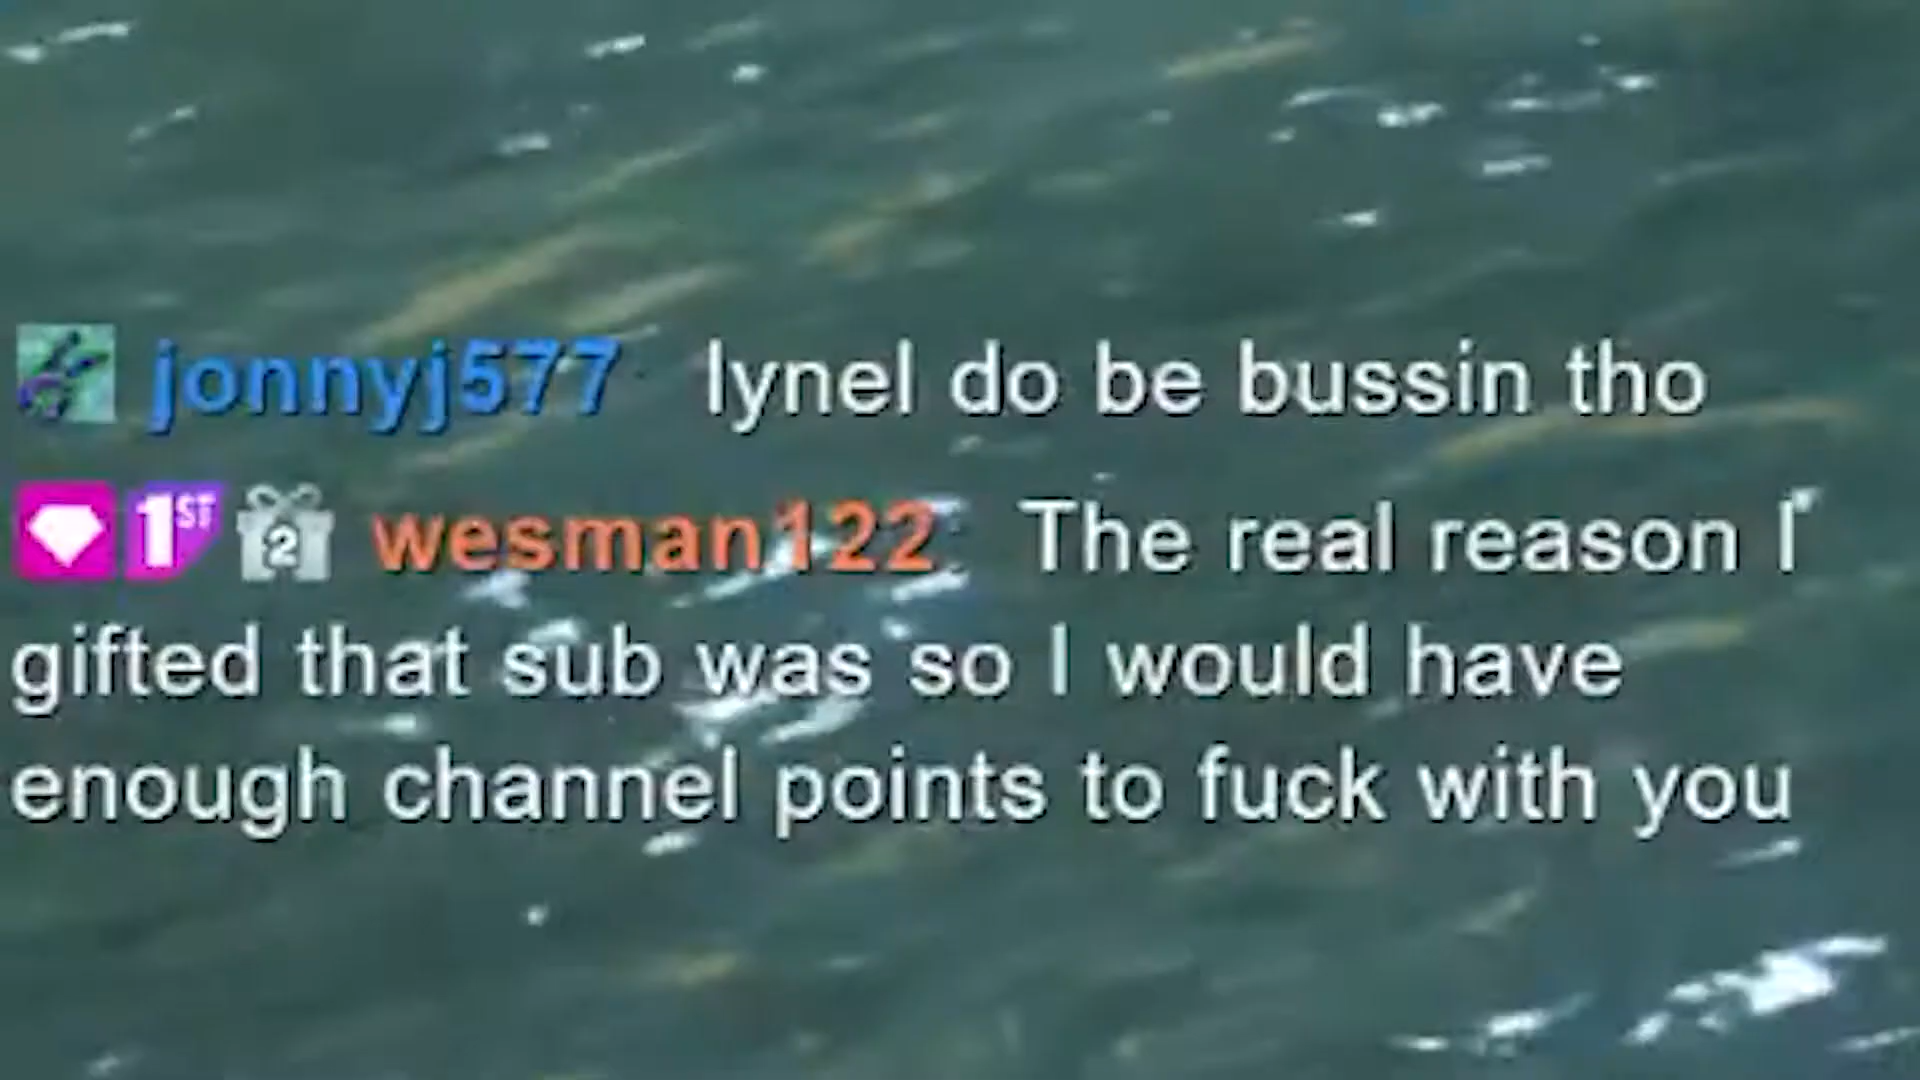 jonnyj577 lynel do be bussin tho
1ST 2 wesman122 The real reason I
gifted that sub was so I would have
enough channel points to fuck with you